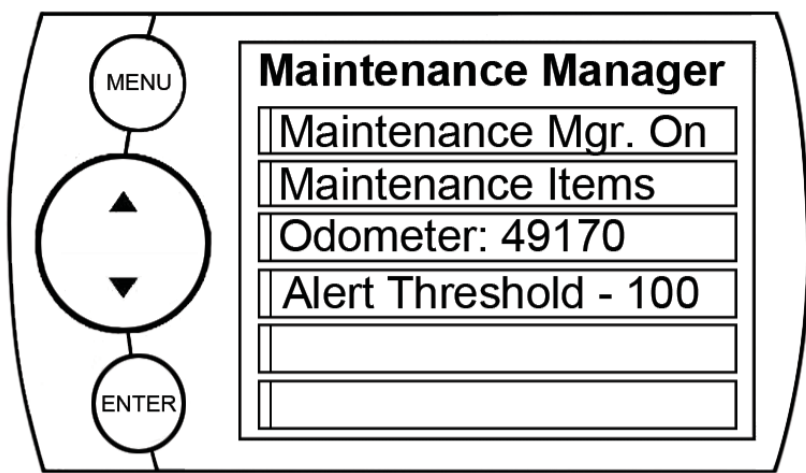 MENU
ENTER
Maintenance Manager
Maintenance Mgr. On
Maintenance Items
Odometer: 49170
Alert Threshold - 100